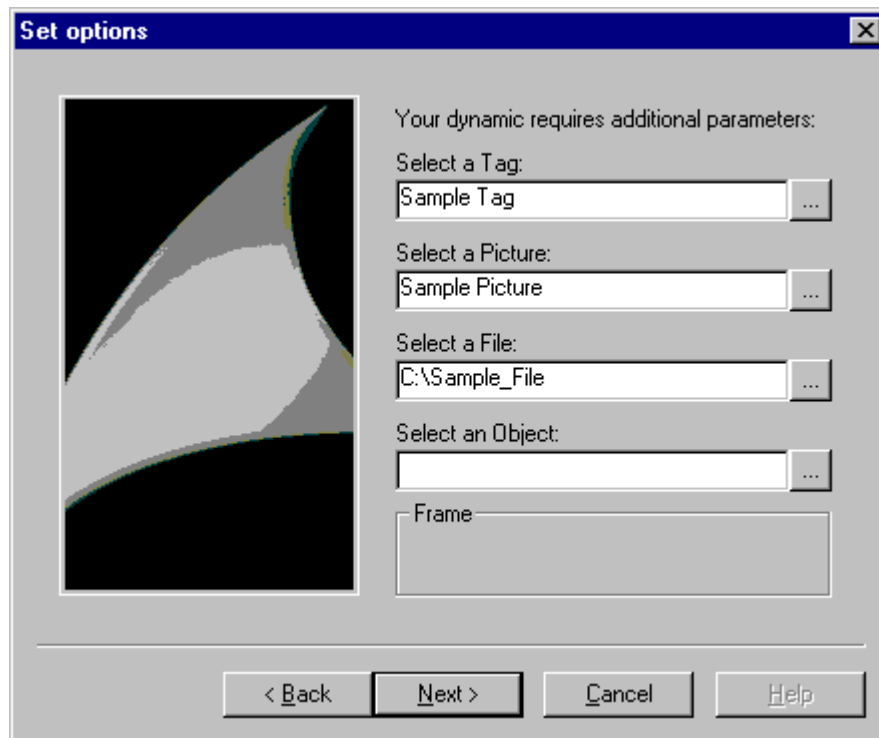 Set options
Your dynamic requires additional parameters:
Select a Tag:
Sample Tag
...
Select a Picture:
Sample Picture
...
Select a File:
C:\Sample_File
...
Select an Object:
...
Frame
< Back
Next >
Cancel
Help